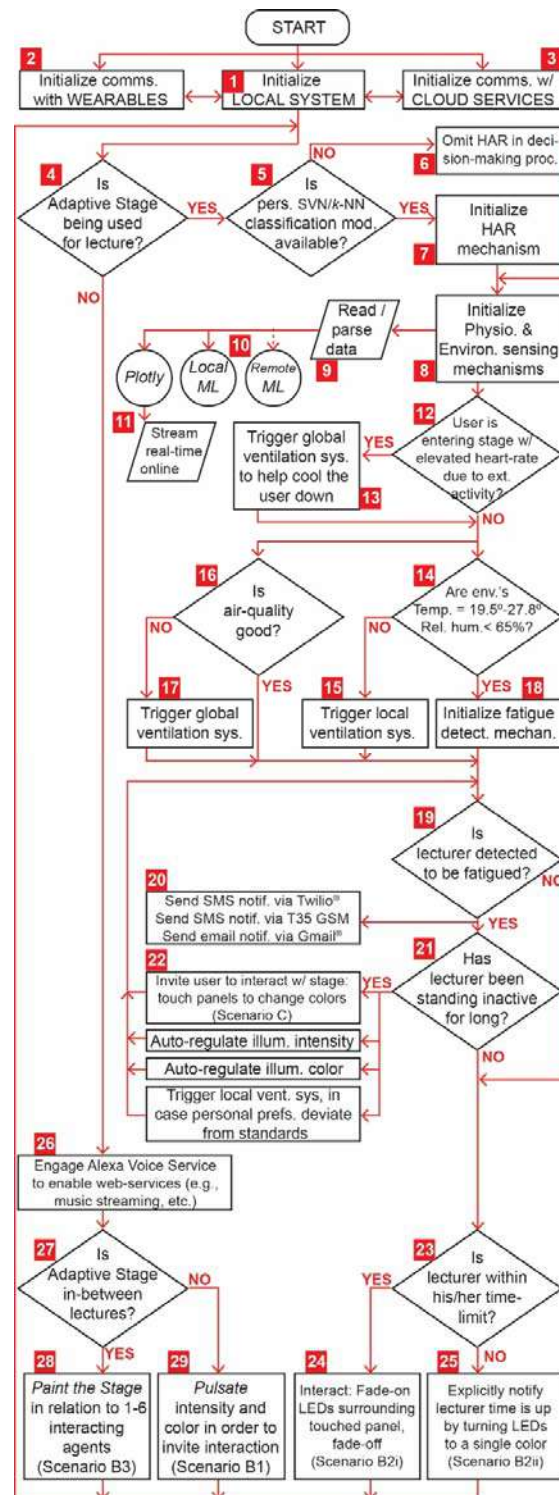 START
2
Initialize comms.
with WEARABLES
1
Initialize
LOCAL SYSTEM
3
Initialize comms. w/
CLOUD SERVICES
4
Is
Adaptive Stage
being used
for lecture?
YES
NO
5
Is
pers. SVN/k-NN
classification mod.
available?
NO
YES
6
Omit HAR in deci-
sion-making proc.
7
Initialize
HAR
mechanism
8
Initialize
Physio. &
Environ. sensing
mechanisms
9
Read /
parse
data
10
Plotly
Local
ML
Remote
ML
11
Stream
real-time
online
12
User is
entering stage w/
elevated heart-rate
due to ext.
activity?
YES
NO
13
Trigger global
ventilation sys.
to help cool the
user down
16
Is
air-quality
good?
NO
YES
14
Are env.'s
Temp. = 19.5º-27.8º
Rel. hum.< 65%?
NO
YES
17
Trigger global
ventilation sys.
15
Trigger local
ventilation sys.
18
Initialize fatigue
detect. mechan.
19
Is
lecturer detected
to be fatigued?
NO
YES
20
Send SMS notif. via Twilio®
Send SMS notif. via T35 GSM
Send email notif. via Gmail®
21
Has
lecturer been
standing inactive
for long?
YES
NO
22
Invite user to interact w/ stage:
touch panels to change colors
(Scenario C)
Auto-regulate illum. intensity
Auto-regulate illum. color
Trigger local vent. sys, in
case personal prefs. deviate
from standards
26
Engage Alexa Voice Service
to enable web-services (e.g.,
music streaming, etc.)
27
Is
Adaptive Stage
in-between
lectures?
NO
YES
23
Is
lecturer within
his/her time-
limit?
YES
NO
28
Paint the Stage
in relation to 1-6
interacting
agents
(Scenario B3)
29
Pulsate
intensity and
color in order to
invite interaction
(Scenario B1)
24
Interact: Fade-on
LEDs surrounding
touched panel,
fade-off
(Scenario B2i)
25
Explicitly notify
lecturer time is up
by turning LEDs
to a single color
(Scenario B2ii)